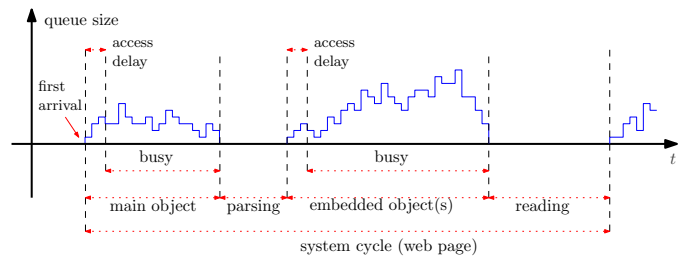 queue size
access
delay
access
delay
first
arrival
busy
busy
t
main object
parsing
embedded object(s)
reading
system cycle (web page)